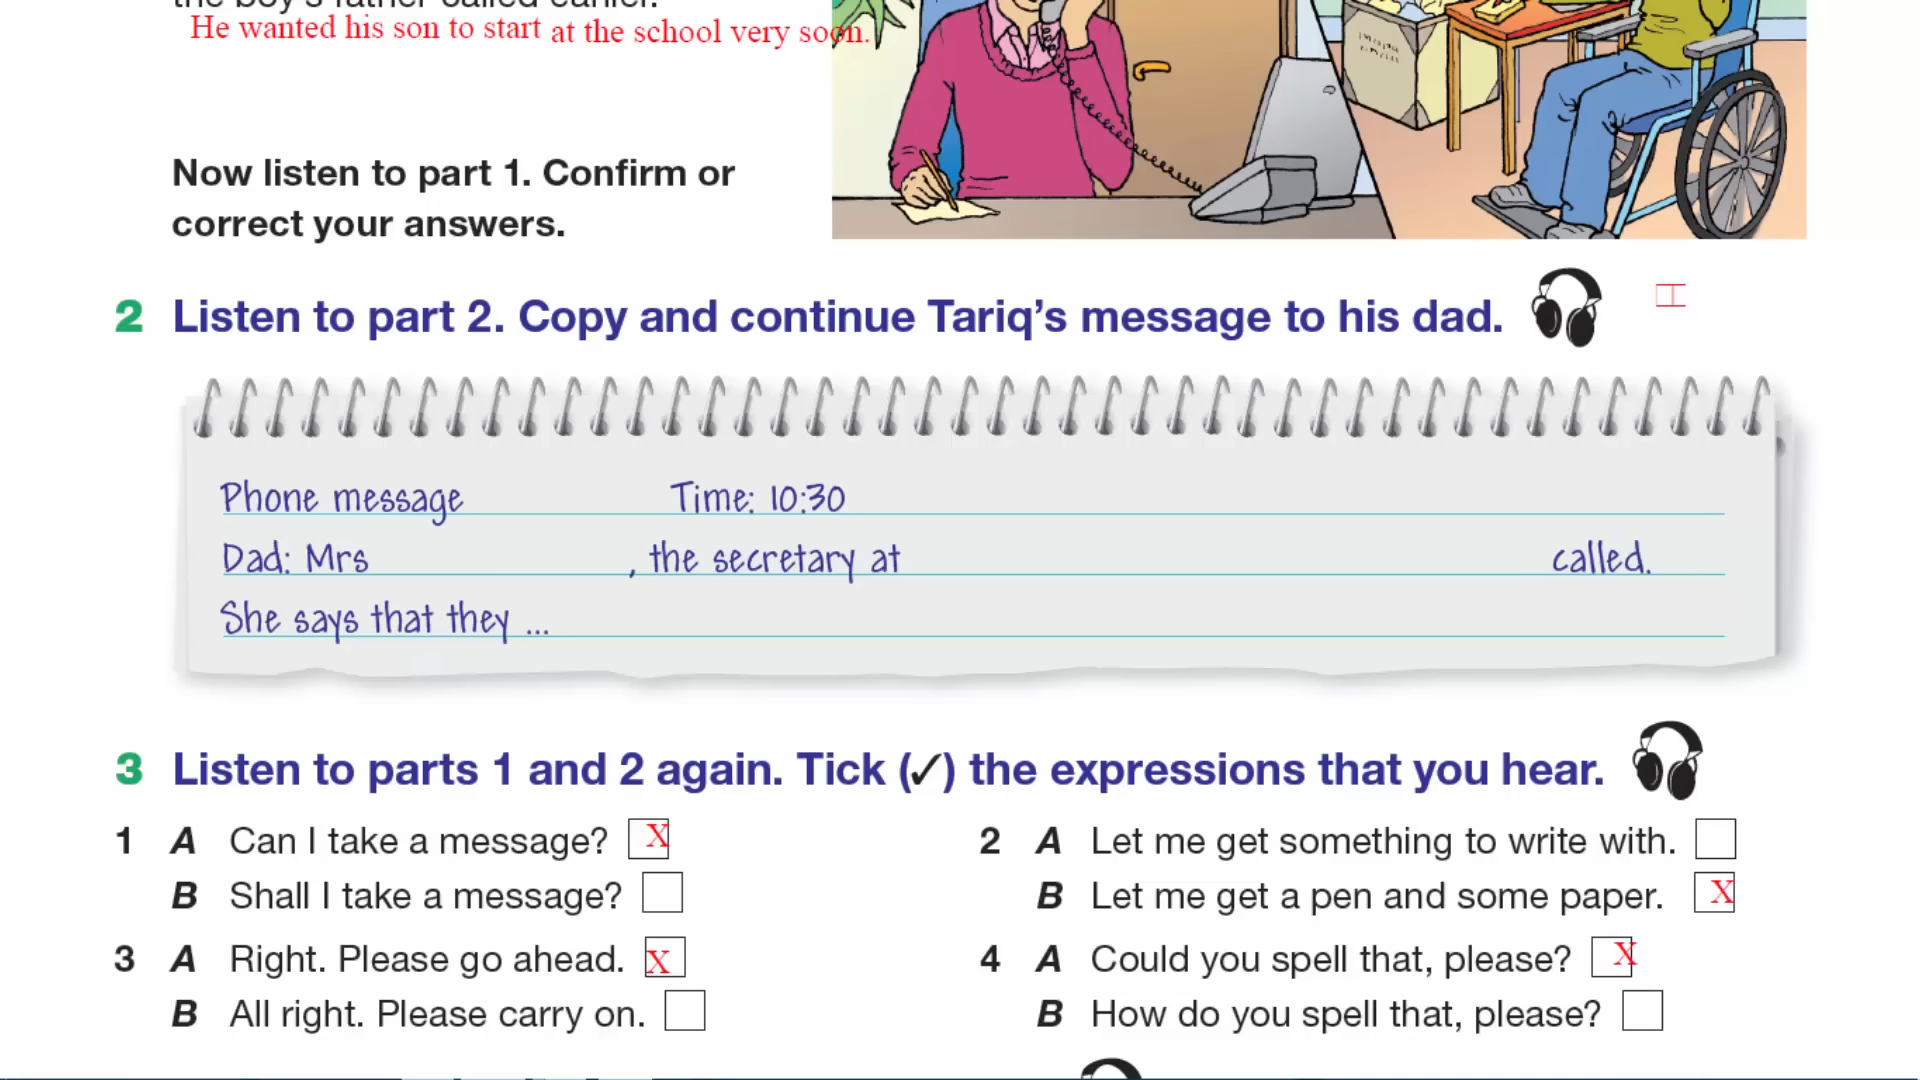 the boy's father called earlier.
He wanted his son to start at the school very soon.
Now listen to part 1. Confirm or
correct your answers.
2 Listen to part 2. Copy and continue Tariq's message to his dad.
Phone message Time: 10:30
Dad: Mrs , the secretary at called.
She says that they ...
3 Listen to parts 1 and 2 again. Tick (✓) the expressions that you hear.
1 A Can I take a message? X
B Shall I take a message?
2 A Let me get something to write with.
B Let me get a pen and some paper. X
3 A Right. Please go ahead. X
B All right. Please carry on.
4 A Could you spell that, please? X
B How do you spell that, please?